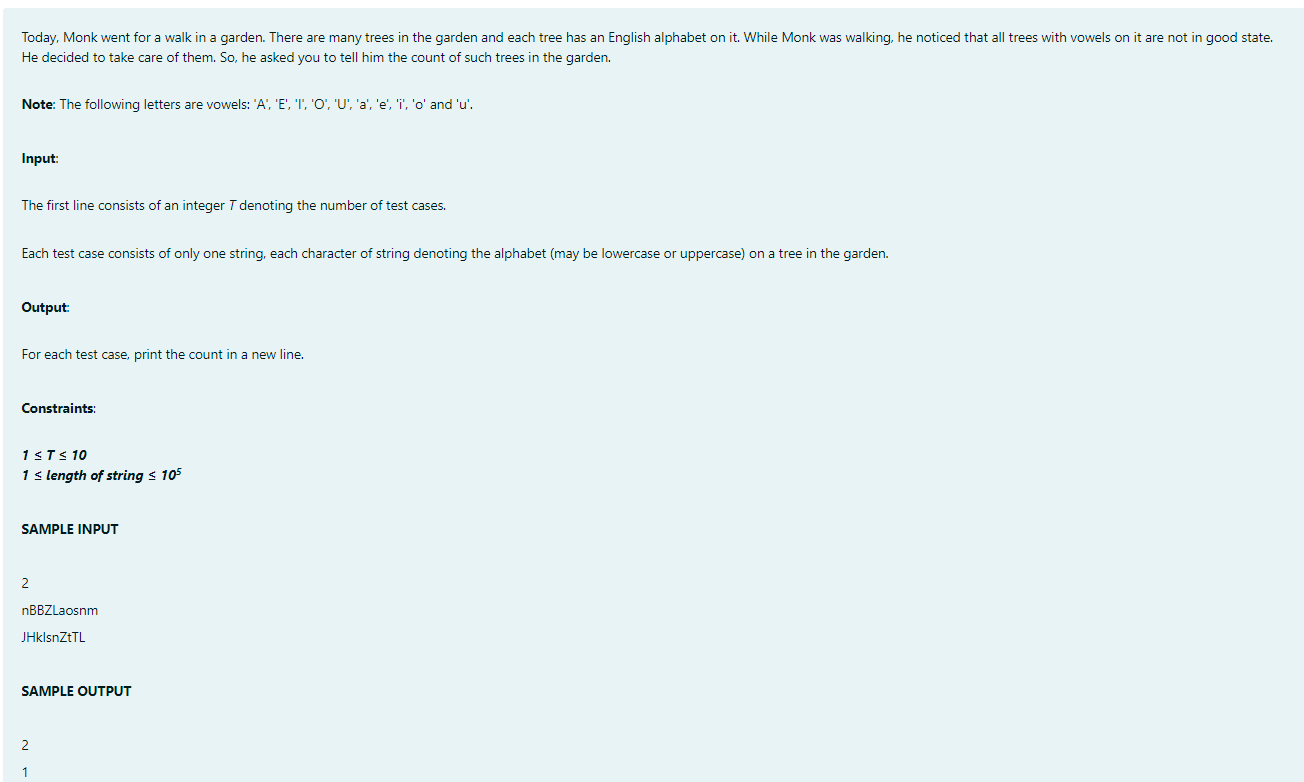 Today, Monk went for a walk in a garden. There are many trees in the garden and each tree has an English alphabet on it. While Monk was walking, he noticed that all trees with vowels on it are not in good state.
He decided to take care of them. So, he asked you to tell him the count of such trees in the garden.
Note: The following letters are vowels: 'A', 'E', 'I', 'O', 'U', 'a', 'e', 'i', 'o' and 'u'.
Input:
The first line consists of an integer T denoting the number of test cases.
Each test case consists of only one string, each character of string denoting the alphabet (may be lowercase or uppercase) on a tree in the garden.
Output:
For each test case, print the count in a new line.
Constraints:
1 ≤ T ≤ 10
1 ≤ length of string ≤ 10⁵
SAMPLE INPUT
2
nBBZLaosnm
JHkIsnZtTL
SAMPLE OUTPUT
2
1